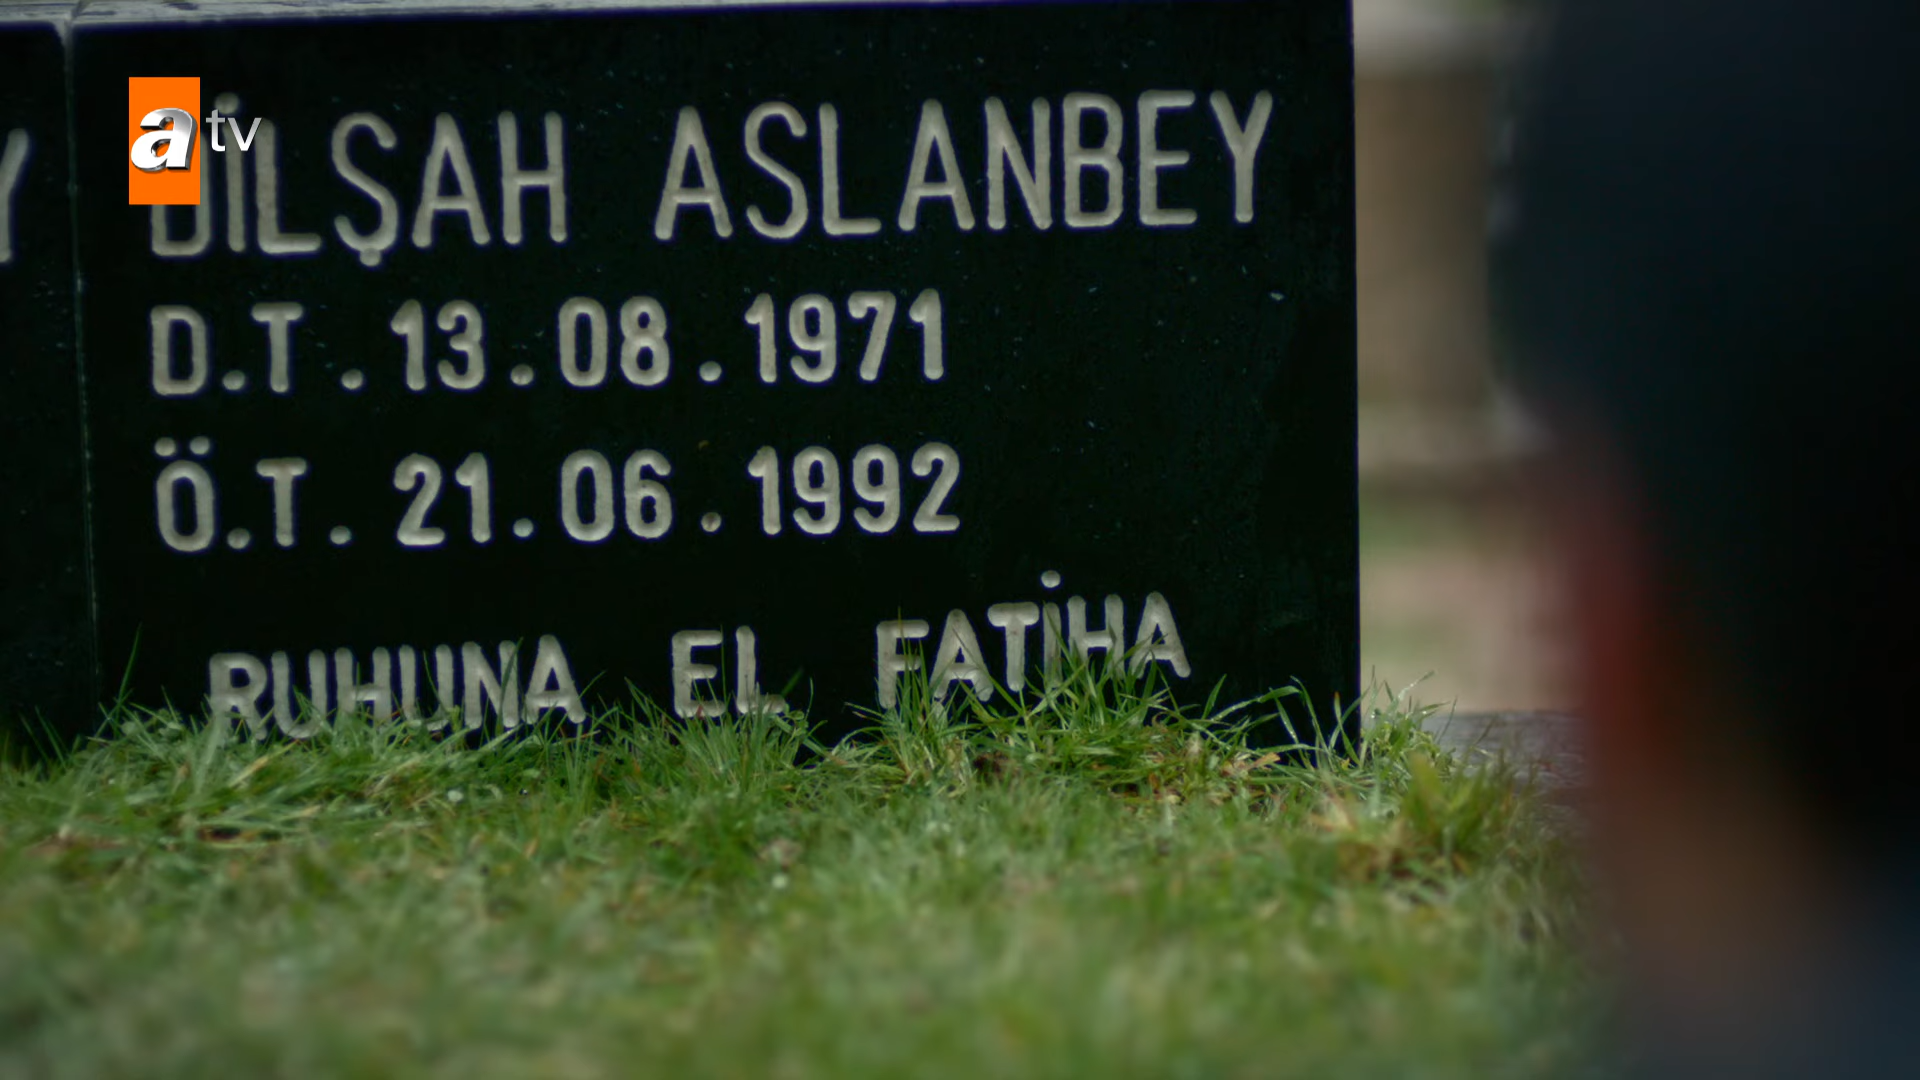 atv
DİLŞAH ASLANBEY
D.T. 13.08.1971
Ö.T. 21.06.1992
RUHUNA EL FATİHA